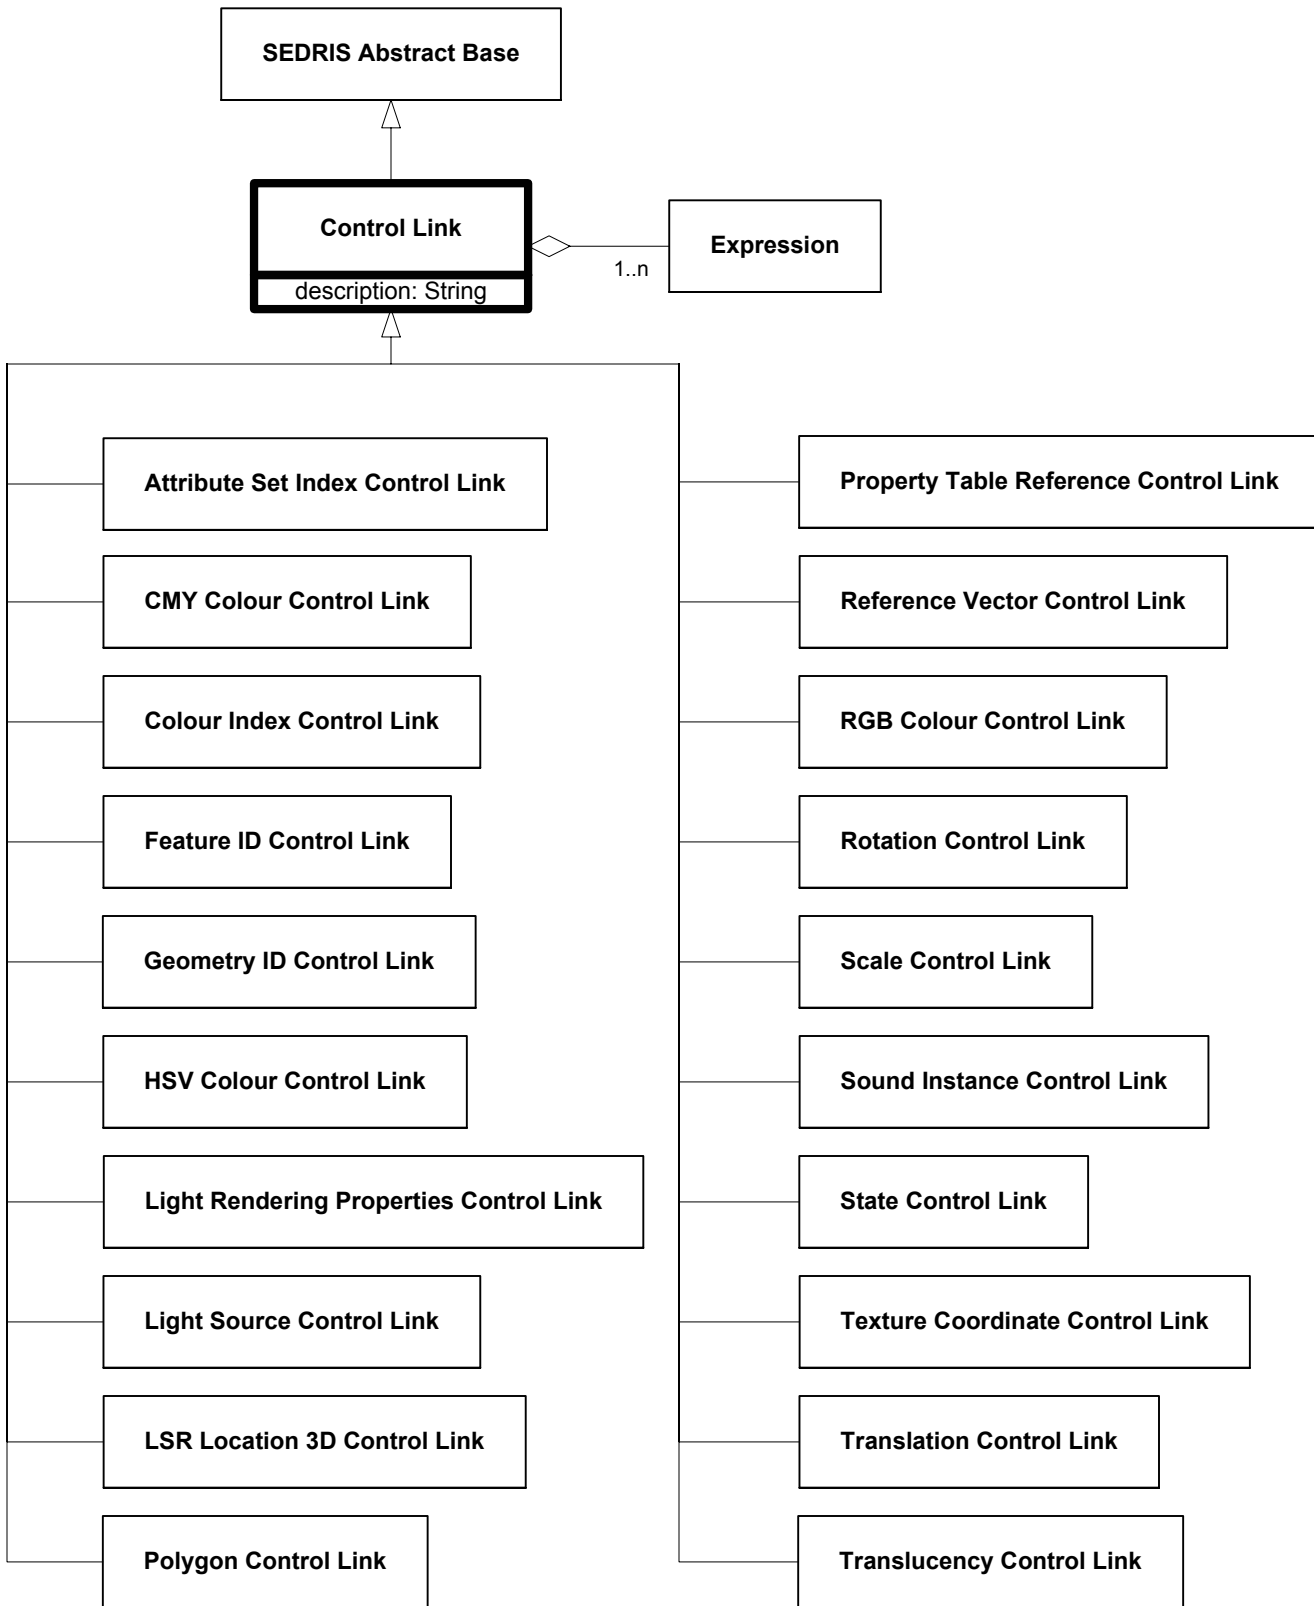 SEDRIS Abstract Base
Control Link
description: String
1..n
Expression
Attribute Set Index Control Link
CMY Colour Control Link
Colour Index Control Link
Feature ID Control Link
Geometry ID Control Link
HSV Colour Control Link
Light Rendering Properties Control Link
Light Source Control Link
LSR Location 3D Control Link
Polygon Control Link
Property Table Reference Control Link
Reference Vector Control Link
RGB Colour Control Link
Rotation Control Link
Scale Control Link
Sound Instance Control Link
State Control Link
Texture Coordinate Control Link
Translation Control Link
Translucency Control Link